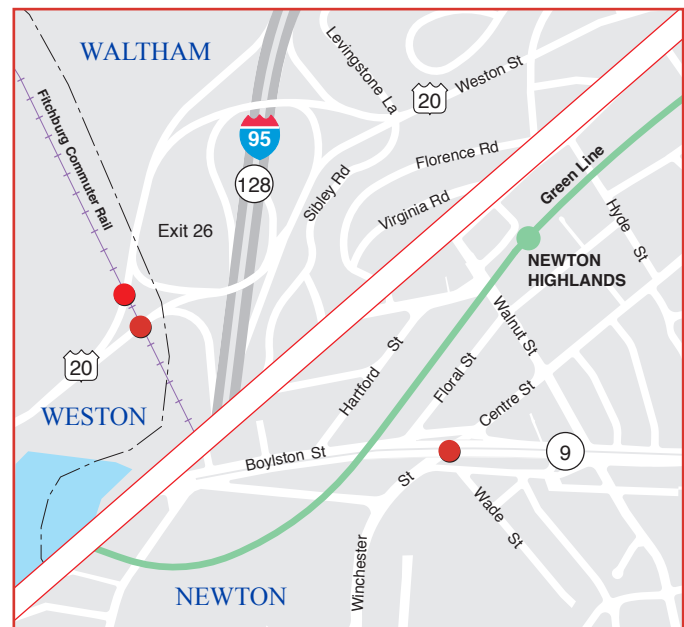 WALTHAM
Levingstone La
Weston St
20
95
128
Fitchburg Commuter Rail
Florence Rd
Sibley Rd
Green Line
Virginia Rd
Hyde St
Exit 26
NEWTON
HIGHLANDS
Walnut St
20
Hartford St
Floral St
WESTON
Centre St
Boylston St
9
St
Wade St
Winchester
NEWTON